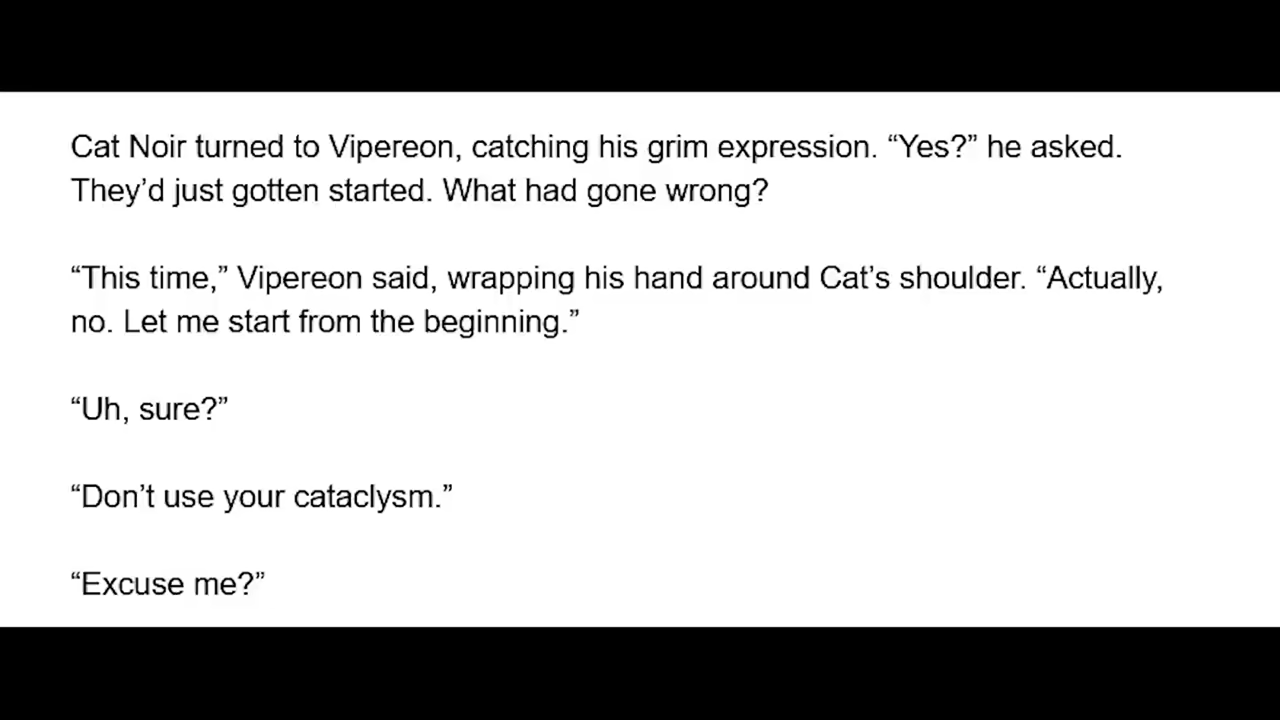 Cat Noir turned to Vipereon, catching his grim expression. “Yes?” he asked.
They’d just gotten started. What had gone wrong?
“This time,” Vipereon said, wrapping his hand around Cat’s shoulder. “Actually,
no. Let me start from the beginning.”
“Uh, sure?”
“Don’t use your cataclysm.”
“Excuse me?”